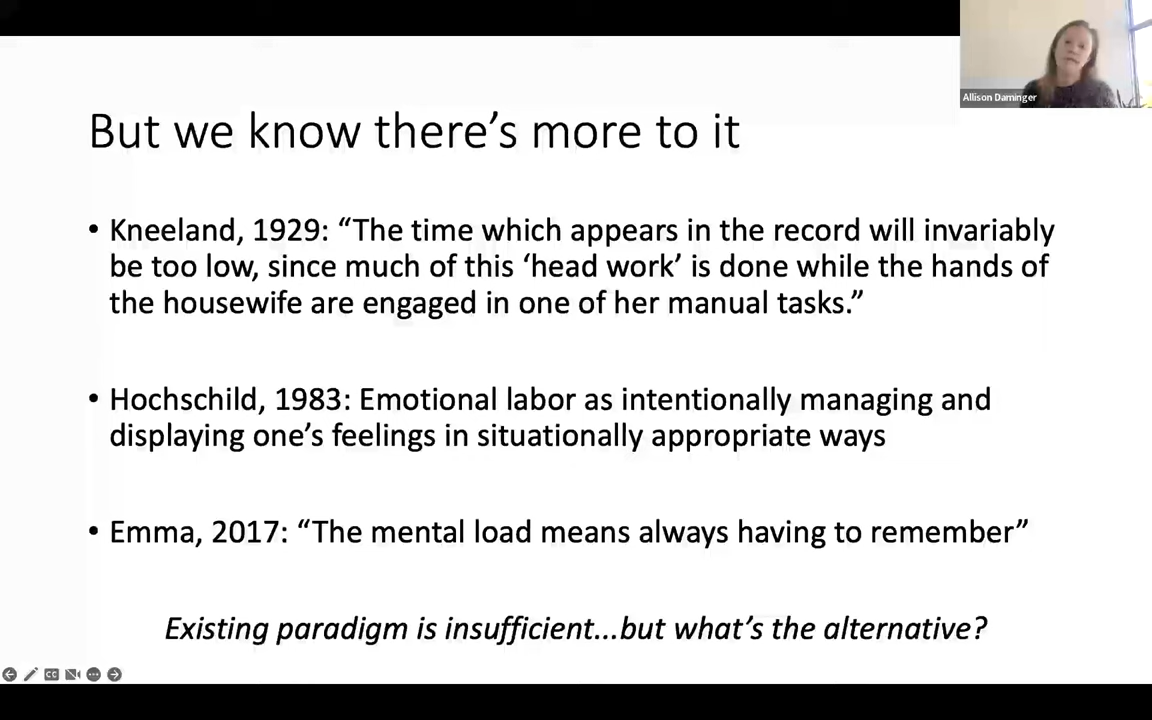 Allison Daminger
But we know there's more to it
• Kneeland, 1929: “The time which appears in the record will invariably
be too low, since much of this ‘head work’ is done while the hands of
the housewife are engaged in one of her manual tasks.”
• Hochschild, 1983: Emotional labor as intentionally managing and
displaying one’s feelings in situationally appropriate ways
• Emma, 2017: “The mental load means always having to remember”
Existing paradigm is insufficient...but what’s the alternative?
CC